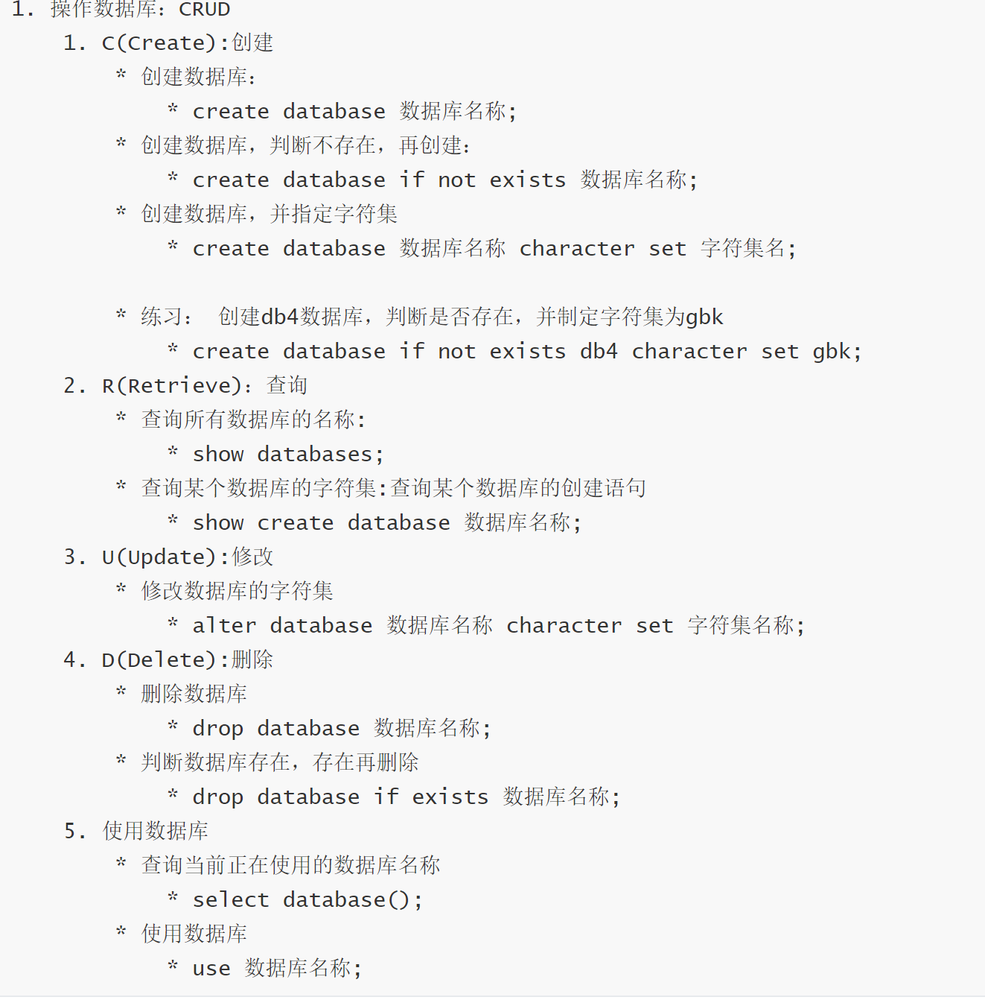 1. 操作数据库：CRUD
1. C(Create):创建
* 创建数据库：
* create database 数据库名称;
* 创建数据库，判断不存在，再创建：
* create database if not exists 数据库名称;
* 创建数据库，并指定字符集
* create database 数据库名称 character set 字符集名;
* 练习： 创建db4数据库，判断是否存在，并制定字符集为gbk
* create database if not exists db4 character set gbk;
2. R(Retrieve)：查询
* 查询所有数据库的名称:
* show databases;
* 查询某个数据库的字符集:查询某个数据库的创建语句
* show create database 数据库名称;
3. U(Update):修改
* 修改数据库的字符集
* alter database 数据库名称 character set 字符集名称;
4. D(Delete):删除
* 删除数据库
* drop database 数据库名称;
* 判断数据库存在，存在再删除
* drop database if exists 数据库名称;
5. 使用数据库
* 查询当前正在使用的数据库名称
* select database();
* 使用数据库
* use 数据库名称;